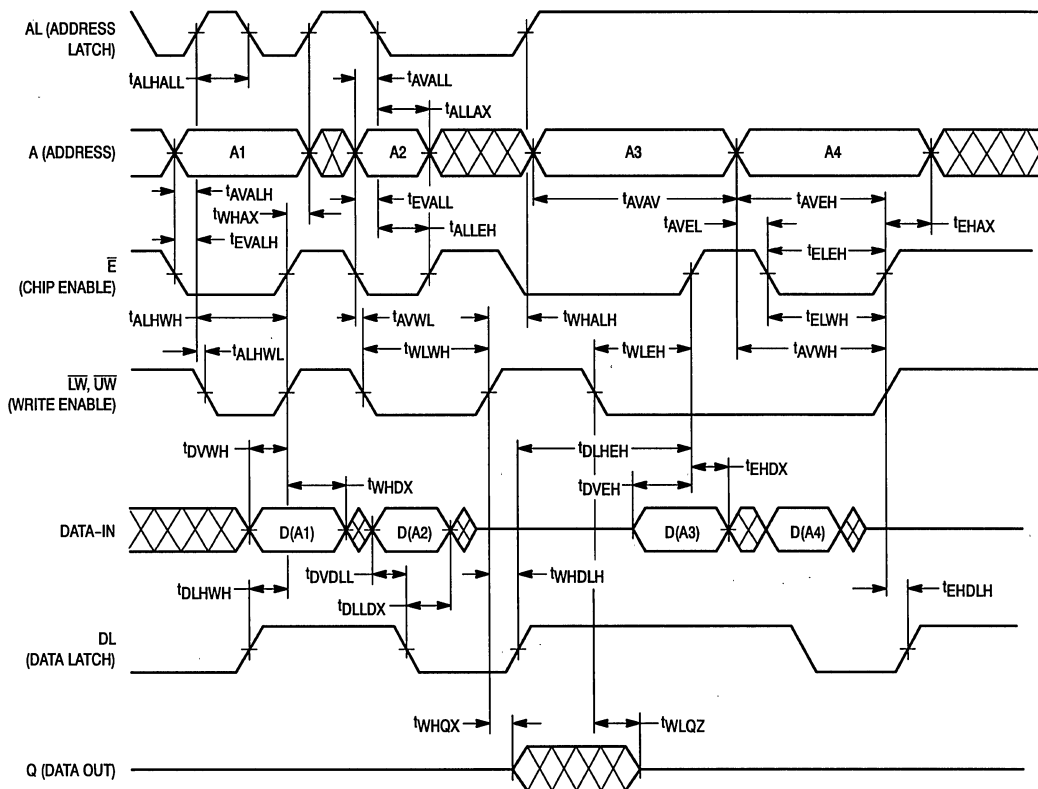 AL (ADDRESS
LATCH)
tALHALL
tAVALL
tALLAX
A (ADDRESS)
A1
A2
A3
A4
tAVALH
tWHAX
tEVALH
tEVALL
tALLEH
tAVAV
tAVEH
tAVEL
tEHAX
tELEH
E
(CHIP ENABLE)
tALHWH
tAVWL
tWHALH
tELWH
tWLWH
tWLEH
tAVWH
tALHWL
LW, UW
(WRITE ENABLE)
tDVWH
tDLHEH
tWHDX
tEHDX
tDVEH
DATA–IN
D(A1)
D(A2)
D(A3)
D(A4)
tDLHWH
tDVDLL
tDLLDX
tWHDLH
tEHDLH
DL
(DATA LATCH)
tWHQX
tWLQZ
Q (DATA OUT)